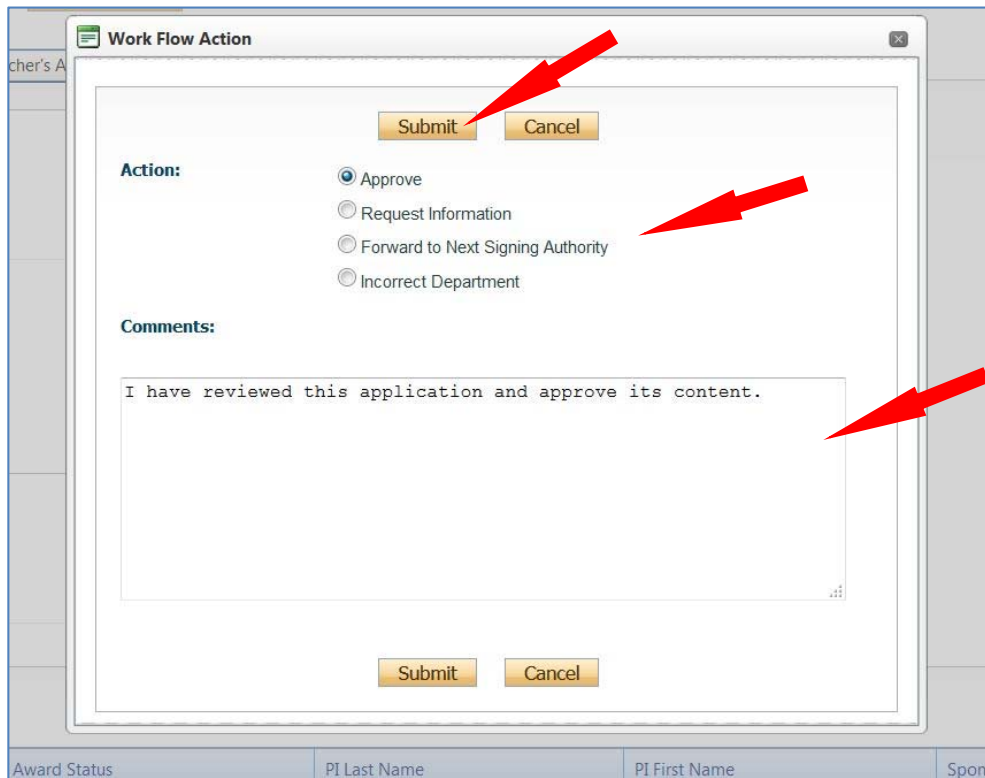 Work Flow Action
cher's A
Submit Cancel
Action:
Approve
Request Information
Forward to Next Signing Authority
Incorrect Department
Comments:
I have reviewed this application and approve its content.
Submit Cancel
Award Status PI Last Name PI First Name Spon